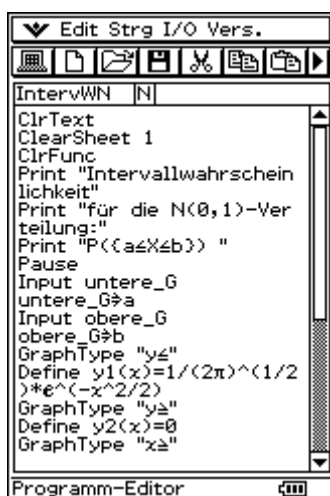 Edit Strg I/O Vers.
IntervWN N
ClrText
ClearSheet 1
ClrFunc
Print "Intervallwahrschein
lichkeit"
Print "für die N(0,1)-Ver
teilung:"
Print "P({a≤X≤b}) "
Pause
Input untere_G
untere_G⇒a
Input obere_G
obere_G⇒b
GraphType "y≤"
Define y1(x)=1/(2π)^(1/2
)*e^(-x^2/2)
GraphType "y≥"
Define y2(x)=0
GraphType "x≥"
Programm-Editor